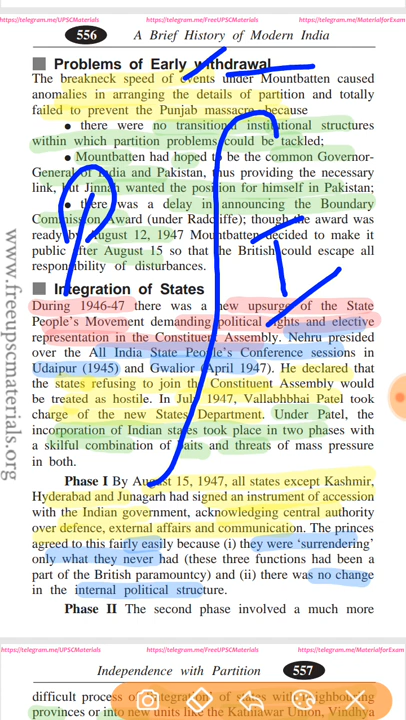 https://telegram.me/UPSCMaterials https://telegram.me/FreeUPSCMaterials https://telegram.me/MaterialforExam
556 A Brief History of Modern India
Problems of Early withdrawal
The breakneck speed of events under Mountbatten caused
anomalies in arranging the details of partition and totally
failed to prevent the Punjab massacre, because
• there were no transitional institutional structures
within which partition problems could be tackled;
• Mountbatten had hoped to be the common Governor-
General of India and Pakistan, thus providing the necessary
link, but Jinnah wanted the position for himself in Pakistan;
• there was a delay in announcing the Boundary
Commission Award (under Radcliffe); though the award was
ready by August 12, 1947 Mountbatten decided to make it
public after August 15 so that the British could escape all
responsibility of disturbances.
Integration of States
During 1946-47 there was a new upsurge of the State
People's Movement demanding political rights and elective
representation in the Constituent Assembly. Nehru presided
over the All India State People's Conference sessions in
Udaipur (1945) and Gwalior (April 1947). He declared that
the states refusing to join the Constituent Assembly would
be treated as hostile. In July 1947, Vallabhbhai Patel took
charge of the new States Department. Under Patel, the
incorporation of Indian states took place in two phases with
a skilful combination of baits and threats of mass pressure
in both.
Phase I By August 15, 1947, all states except Kashmir,
Hyderabad and Junagarh had signed an instrument of accession
with the Indian government, acknowledging central authority
over defence, external affairs and communication. The princes
agreed to this fairly easily because (i) they were 'surrendering'
only what they never had (these three functions had been a
part of the British paramountcy) and (ii) there was no change
in the internal political structure.
Phase II The second phase involved a much more
www.freeupscmaterials.org
https://telegram.me/UPSCMaterials https://telegram.me/FreeUPSCMaterials https://telegram.me/MaterialforExam
Independence with Partition 557
difficult process of integration of states with neighbouring
provinces or into new units like the Kathiawar Union, Vindhya